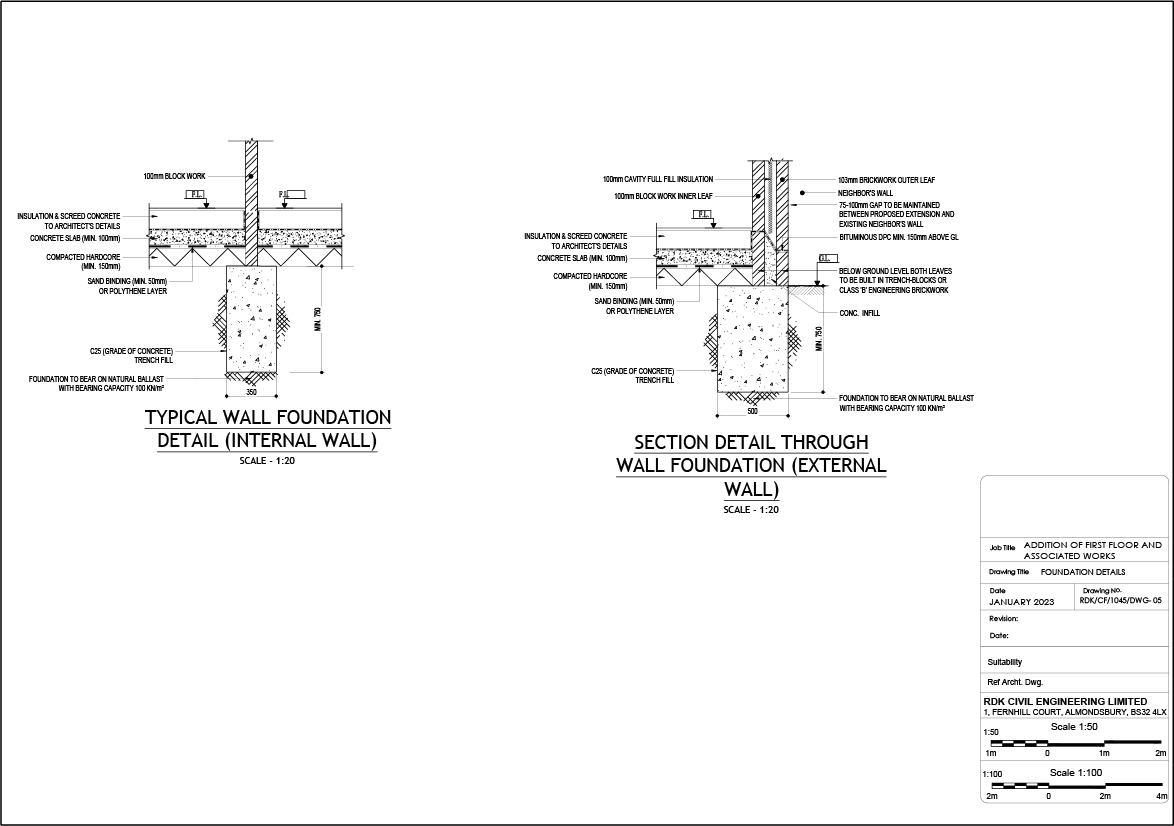 100mm BLOCK WORK
F.L.
F.L.
INSULATION & SCREED CONCRETE
TO ARCHITECT'S DETAILS
CONCRETE SLAB (MIN. 100mm)
COMPACTED HARDCORE
(MIN. 150mm)
SAND BINDING (MIN. 50mm)
OR POLYTHENE LAYER
MIN. 750
C25 (GRADE OF CONCRETE)
TRENCH FILL
FOUNDATION TO BEAR ON NATURAL BALLAST
WITH BEARING CAPACITY 100 KN/m²
350
TYPICAL WALL FOUNDATION
DETAIL (INTERNAL WALL)
SCALE - 1:20
100mm CAVITY FULL FILL INSULATION
100mm BLOCK WORK INNER LEAF
F.L.
INSULATION & SCREED CONCRETE
TO ARCHITECT'S DETAILS
CONCRETE SLAB (MIN. 100mm)
COMPACTED HARDCORE
(MIN. 150mm)
SAND BINDING (MIN. 50mm)
OR POLYTHENE LAYER
C25 (GRADE OF CONCRETE)
TRENCH FILL
103mm BRICKWORK OUTER LEAF
NEIGHBOR'S WALL
75-100mm GAP TO BE MAINTAINED
BETWEEN PROPOSED EXTENSION AND
EXISTING NEIGHBOR'S WALL
BITUMINOUS DPC MIN. 150mm ABOVE GL
G.L.
BELOW GROUND LEVEL BOTH LEAVES
TO BE BUILT IN TRENCH-BLOCKS OR
CLASS 'B' ENGINEERING BRICKWORK
CONC. INFILL
MIN. 750
FOUNDATION TO BEAR ON NATURAL BALLAST
WITH BEARING CAPACITY 100 KN/m²
500
SECTION DETAIL THROUGH
WALL FOUNDATION (EXTERNAL
WALL)
SCALE - 1:20
Job Title ADDITION OF FIRST FLOOR AND
ASSOCIATED WORKS
Drawing Title FOUNDATION DETAILS
Date
JANUARY 2023
Drawing No.
RDK/CF/1045/DWG- 05
Revision:
Date:
Suitability
Ref Archt. Dwg.
RDK CIVIL ENGINEERING LIMITED
1, FERNHILL COURT, ALMONDSBURY, BS32 4LX
Scale 1:50
1:50
1m 0 1m 2m
Scale 1:100
1:100
2m 0 2m 4m